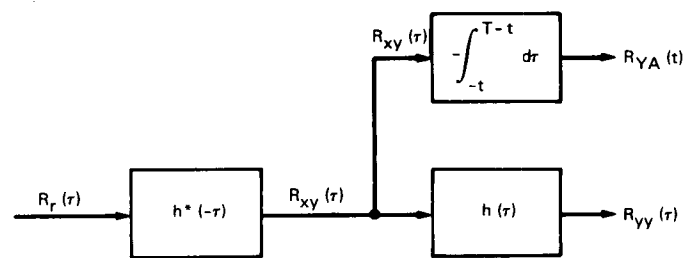 R_xy (τ)
-∫_{-t}^{T-t} dτ
R_YA (t)
R_r (τ)
h* (-τ)
R_xy (τ)
h (τ)
R_yy (τ)